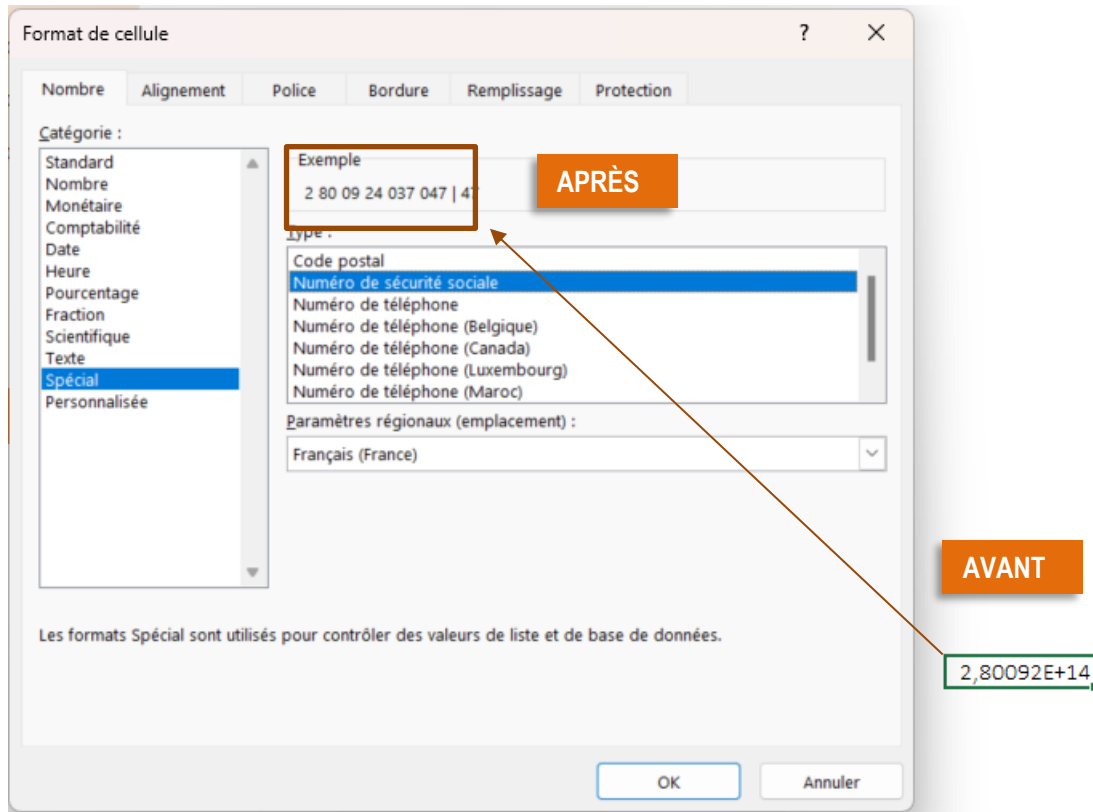 Format de cellule ? ×
Nombre Alignement Police Bordure Remplissage Protection
Catégorie :
Standard
Nombre
Monétaire
Comptabilité
Date
Heure
Pourcentage
Fraction
Scientifique
Texte
Spécial
Personnalisée
Exemple
2 80 09 24 037 047 | 47
APRÈS
Type :
Code postal
Numéro de sécurité sociale
Numéro de téléphone
Numéro de téléphone (Belgique)
Numéro de téléphone (Canada)
Numéro de téléphone (Luxembourg)
Numéro de téléphone (Maroc)
Paramètres régionaux (emplacement) :
Français (France)
AVANT
Les formats Spécial sont utilisés pour contrôler des valeurs de liste et de base de données.
2,80092E+14
OK Annuler